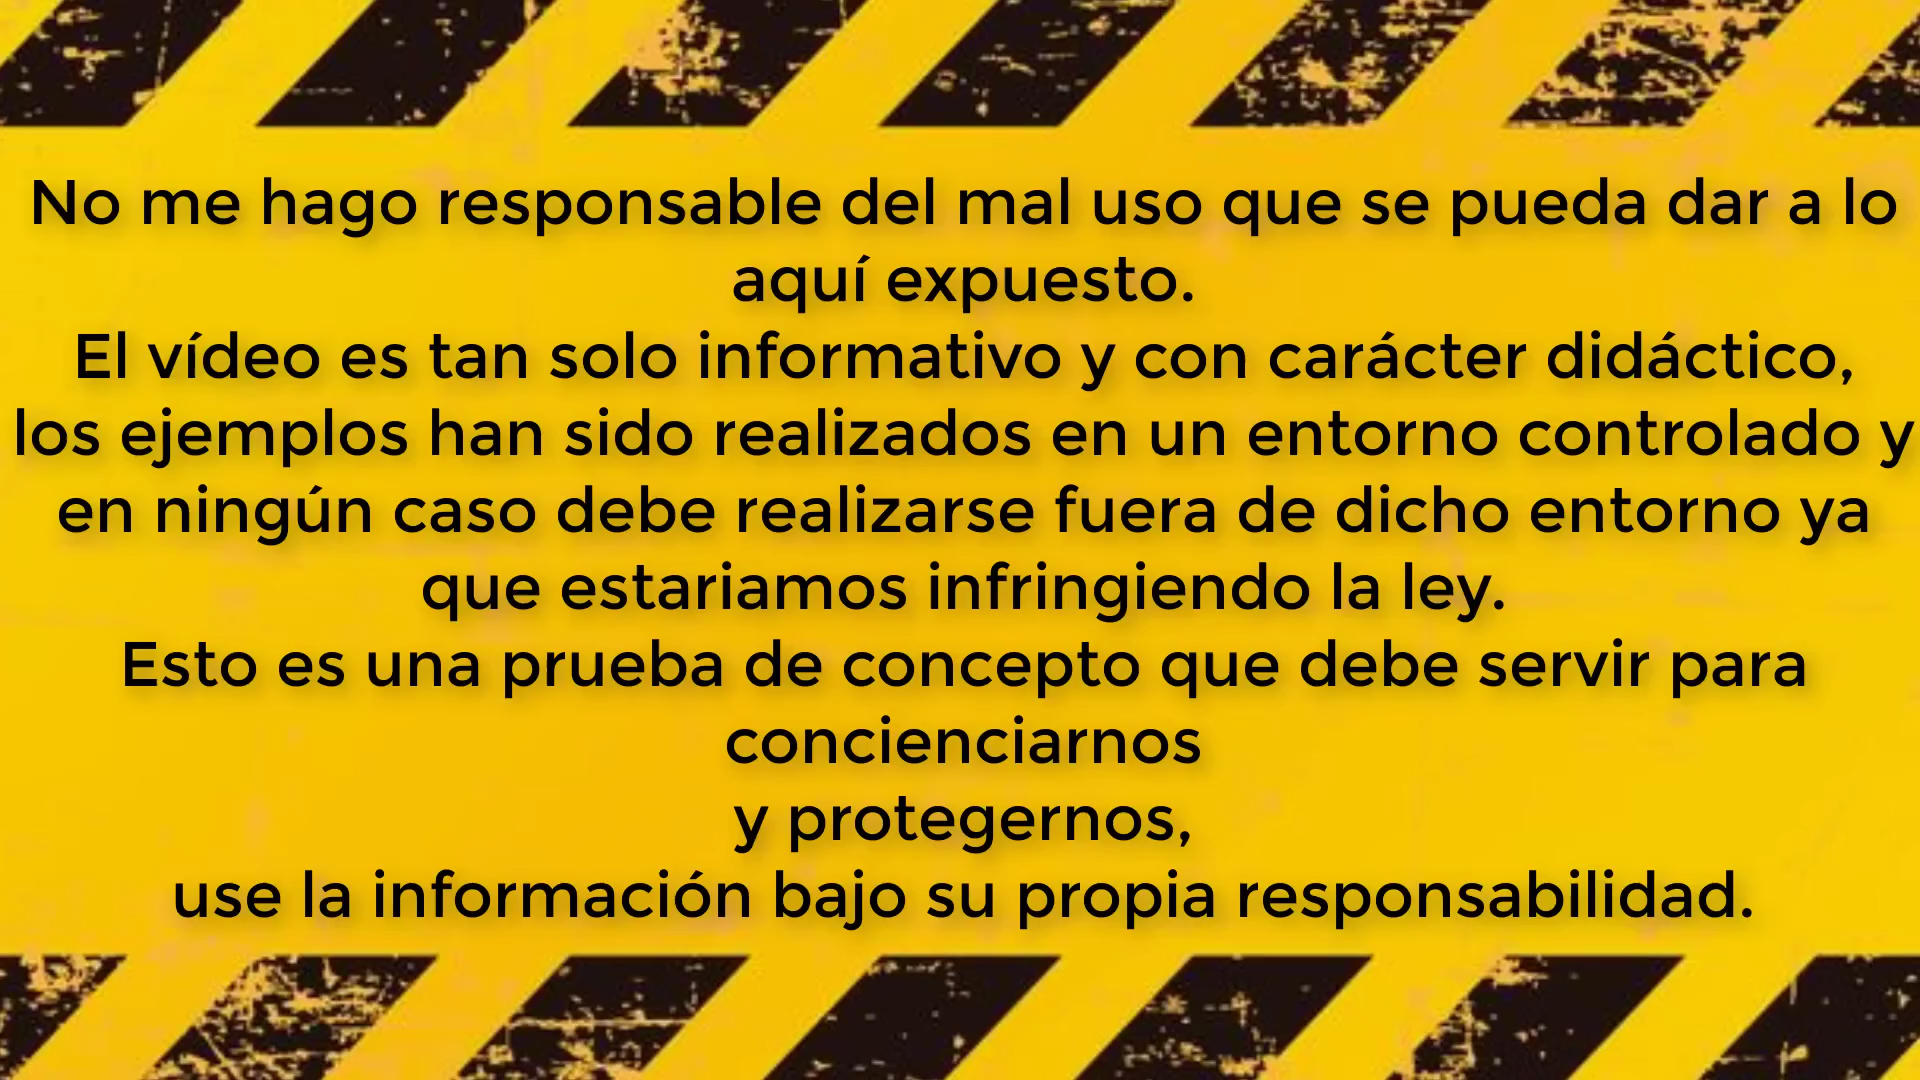 No me hago responsable del mal uso que se pueda dar a lo
aquí expuesto.
El vídeo es tan solo informativo y con carácter didáctico,
los ejemplos han sido realizados en un entorno controlado y
en ningún caso debe realizarse fuera de dicho entorno ya
que estariamos infringiendo la ley.
Esto es una prueba de concepto que debe servir para
concienciarnos
y protegernos,
use la información bajo su propia responsabilidad.